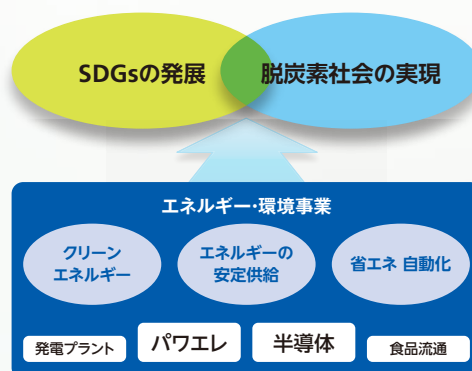 SDGsの発展
脱炭素社会の実現
エネルギー・環境事業
クリーン
エネルギー
エネルギーの
安定供給
省エネ 自動化
発電プラント
パワエレ
半導体
食品流通